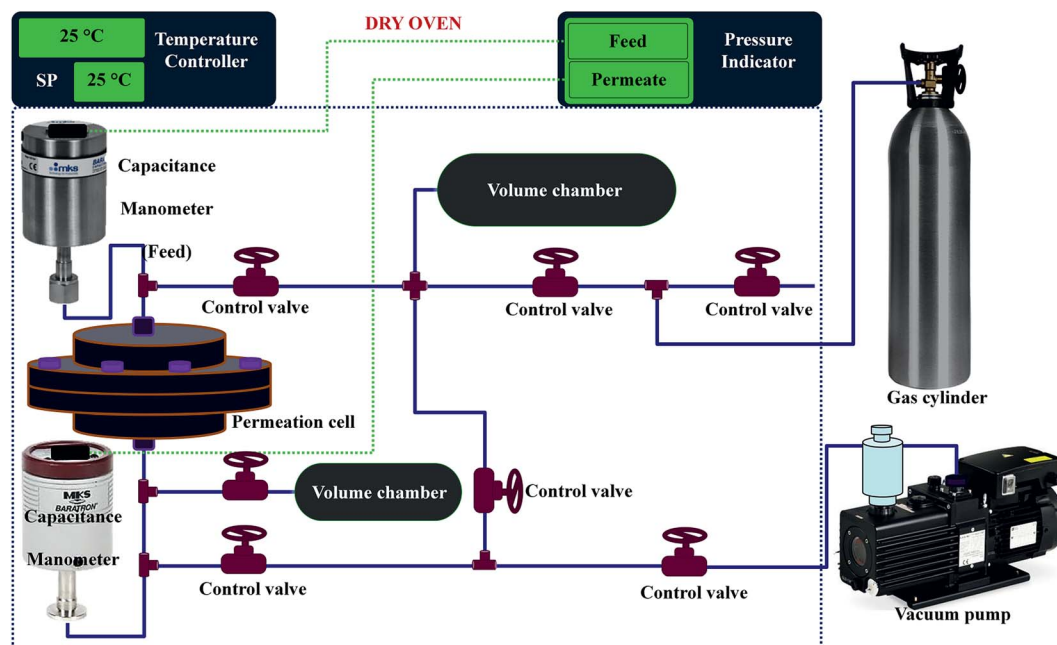 25 °C
Temperature
Controller
SP
25 °C
DRY OVEN
Feed
Permeate
Pressure
Indicator
mks
Capacitance
Manometer
(Feed)
Volume chamber
Control valve
Control valve
Control valve
Gas cylinder
Permeation cell
MKS
BARATRON
Capacitance
Manometer
Volume chamber
Control valve
Control valve
Control valve
Vacuum pump